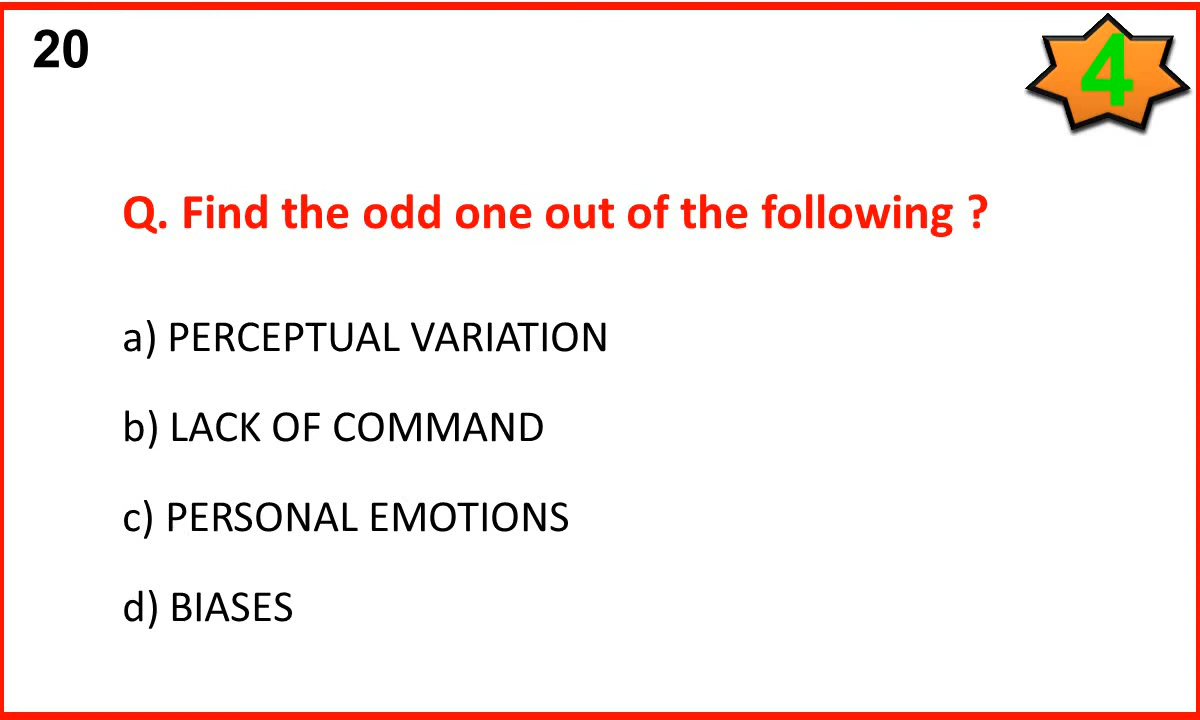 20
4
Q. Find the odd one out of the following ?
a) PERCEPTUAL VARIATION
b) LACK OF COMMAND
c) PERSONAL EMOTIONS
d) BIASES